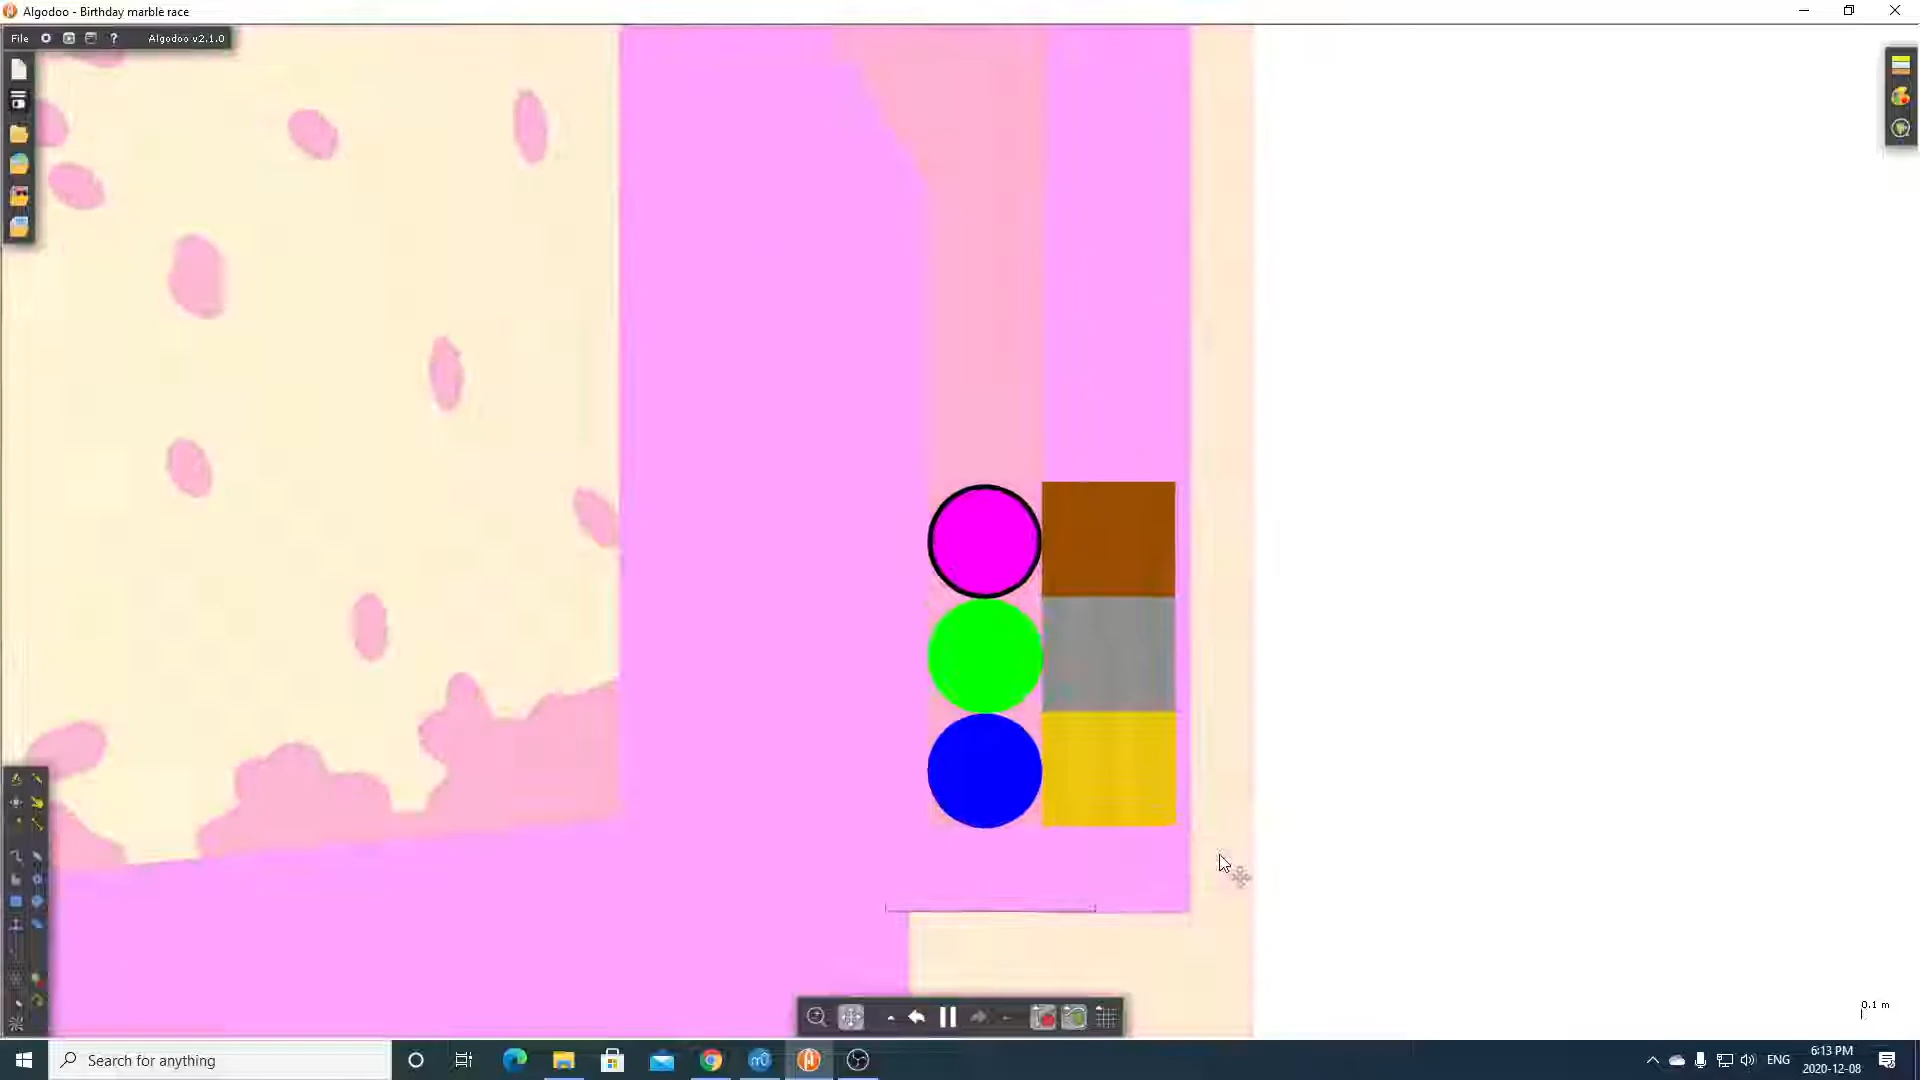 Algodoo - Birthday marble race
File ? Algodoo v2.1.0
0.1 m
Search for anything
ENG
6:13 PM
2020-12-08